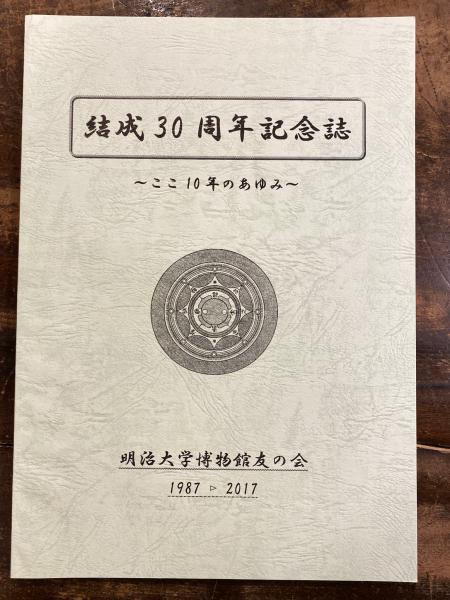 結成30周年記念誌
～ここ10年のあゆみ～
明治大学博物館友の会
1987 ▷ 2017